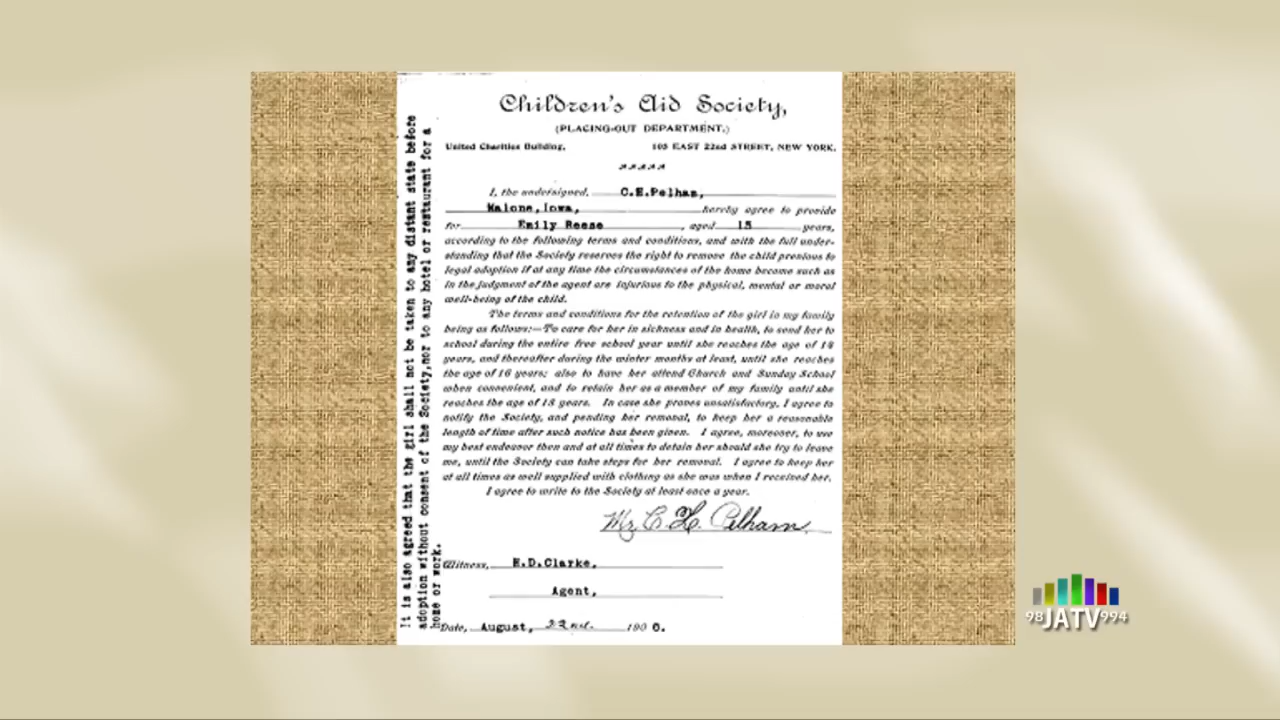 Children's Aid Society,
(PLACING-OUT DEPARTMENT.)
United Charities Building, 105 EAST 22nd STREET, NEW YORK.
I, the undersigned, C.H.Pelham,
Malone,Iowa, hereby agree to provide
for Emily Reese, aged 15 years,
according to the following terms and conditions, and with the full under-
standing that the Society reserves the right to remove the child previous to
legal adoption if at any time the circumstances of the home become such as
in the judgment of the agent are injurious to the physical, mental or moral
well-being of the child.
The terms and conditions for the retention of the girl in my family
being as follows:—To care for her in sickness and in health, to send her to
school during the entire free school year until she reaches the age of 14
years, and thereafter during the winter months at least, until she reaches
the age of 16 years; also to have her attend Church and Sunday School
when convenient, and to retain her as a member of my family until she
reaches the age of 18 years. In case she proves unsatisfactory, I agree to
notify the Society, and pending her removal, to keep her a reasonable
length of time after such notice has been given. I agree, moreover, to use
my best endeavor then and at all times to detain her should she try to leave
me, until the Society can take steps for her removal. I agree to keep her
at all times as well supplied with clothing as she was when I received her.
I agree to write to the Society at least once a year.
Mr. C. H. Pelham.
Witness, H.D.Clarke,
Agent,
Date, August, 22nd. 1906.
It is also agreed that the girl shall not be taken to any distant state before
adoption without consent of the Society,nor to any hotel or restaurant for a
home or work.
98 JATV 994